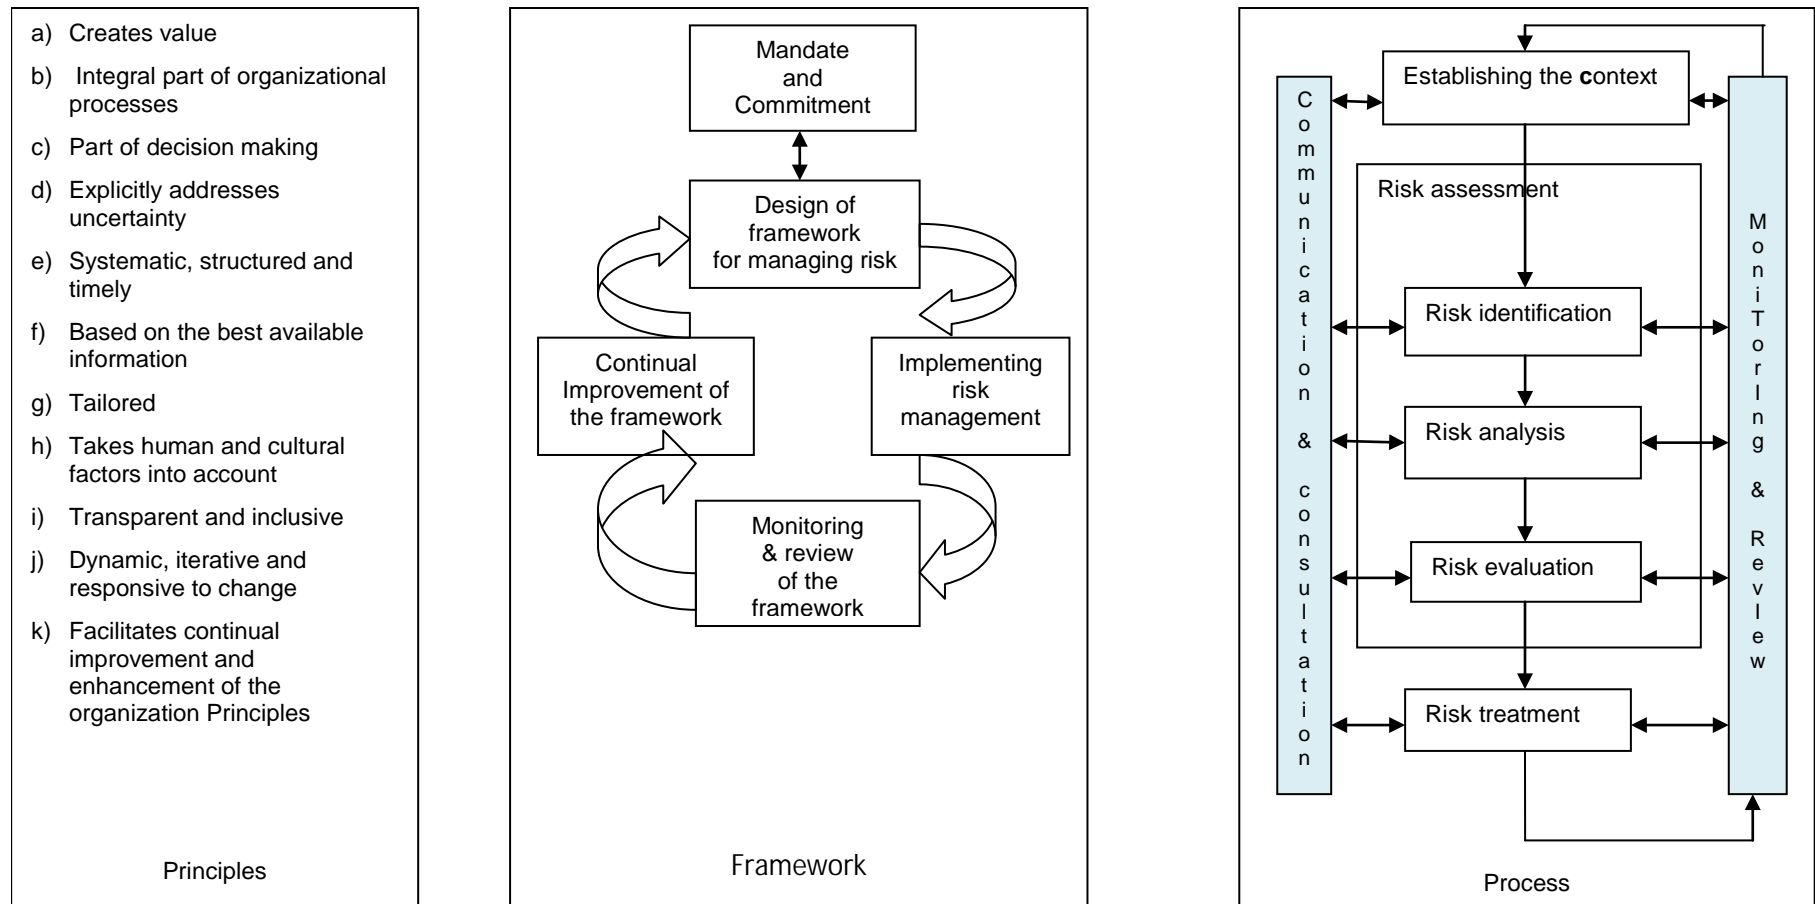 a) Creates value
b) Integral part of organizational
processes
c) Part of decision making
d) Explicitly addresses
uncertainty
e) Systematic, structured and
timely
f) Based on the best available
information
g) Tailored
h) Takes human and cultural
factors into account
i) Transparent and inclusive
j) Dynamic, iterative and
responsive to change
k) Facilitates continual
improvement and
enhancement of the
organization Principles
Principles
Mandate
and
Commitment
Design of
framework
for managing risk
Continual
Improvement of
the framework
Implementing
risk
management
Monitoring
& review
of the
framework
Framework
Communication & consultation
Establishing the context
Risk assessment
Risk identification
Risk analysis
Risk evaluation
Risk treatment
MoniTorIng & RevIew
Process